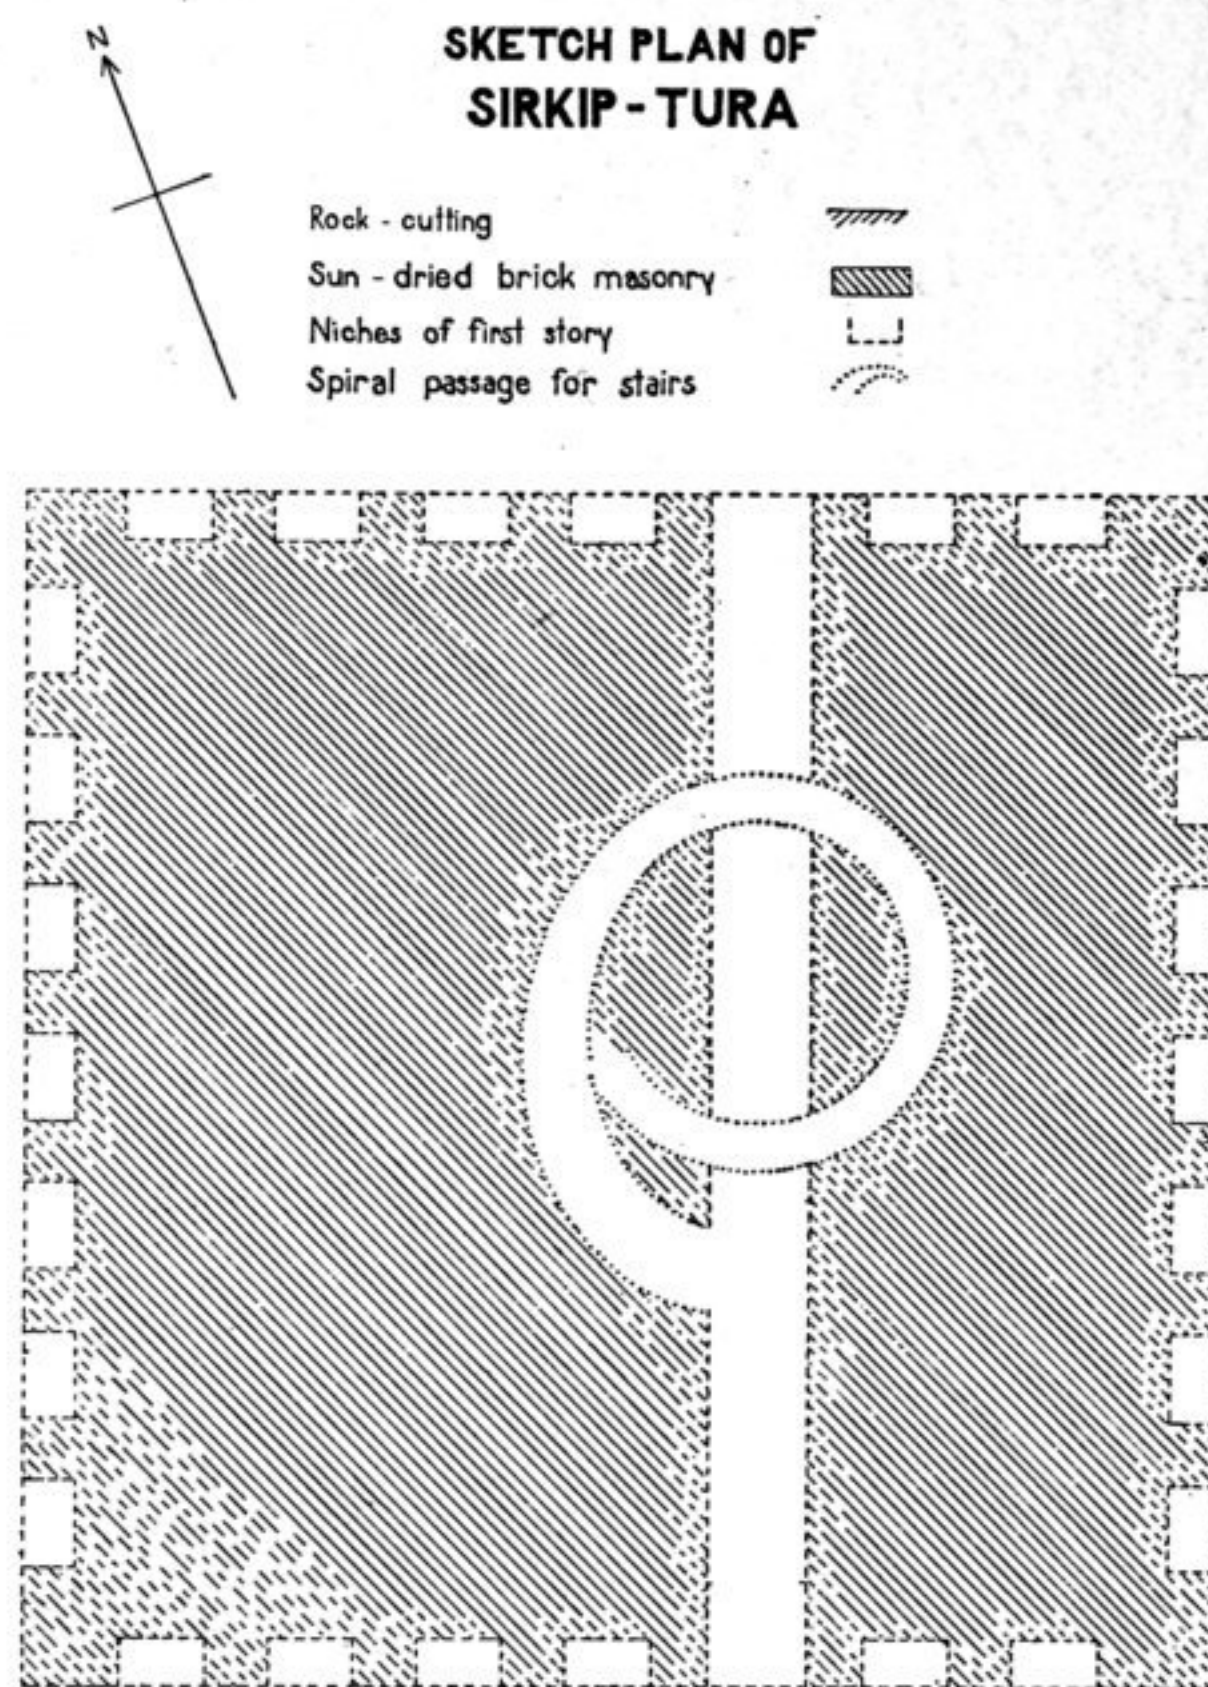 N
SKETCH PLAN OF
SIRKIP-TURA
Rock - cutting
Sun - dried brick masonry
Niches of first story
Spiral passage for stairs